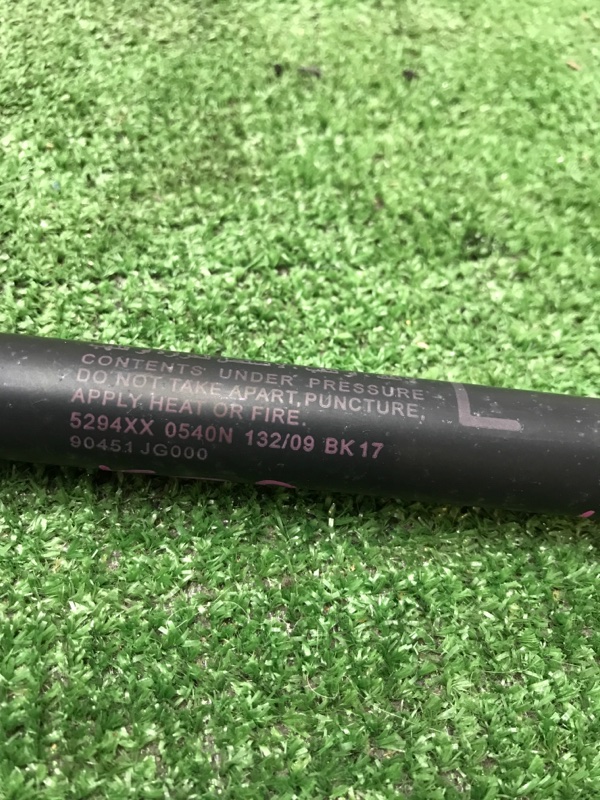 CONTENTS UNDER PRESSURE
DO NOT TAKE APART, PUNCTURE,
APPLY HEAT OR FIRE.
5294XX 0540N 132/09 BK17
90451 JG000
L